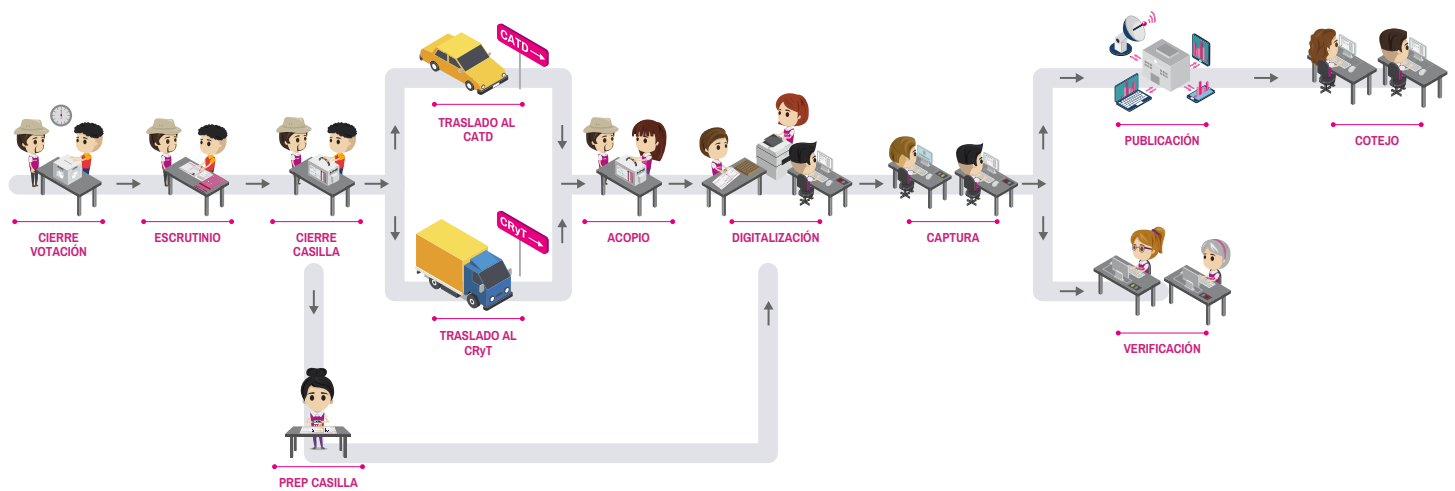 CIERRE
VOTACIÓN
ESCRUTINIO
CIERRE
CASILLA
CATD
TRASLADO AL
CATD
CRyT
TRASLADO AL
CRyT
PREP CASILLA
ACOPIO
DIGITALIZACIÓN
CAPTURA
PUBLICACIÓN
COTEJO
VERIFICACIÓN